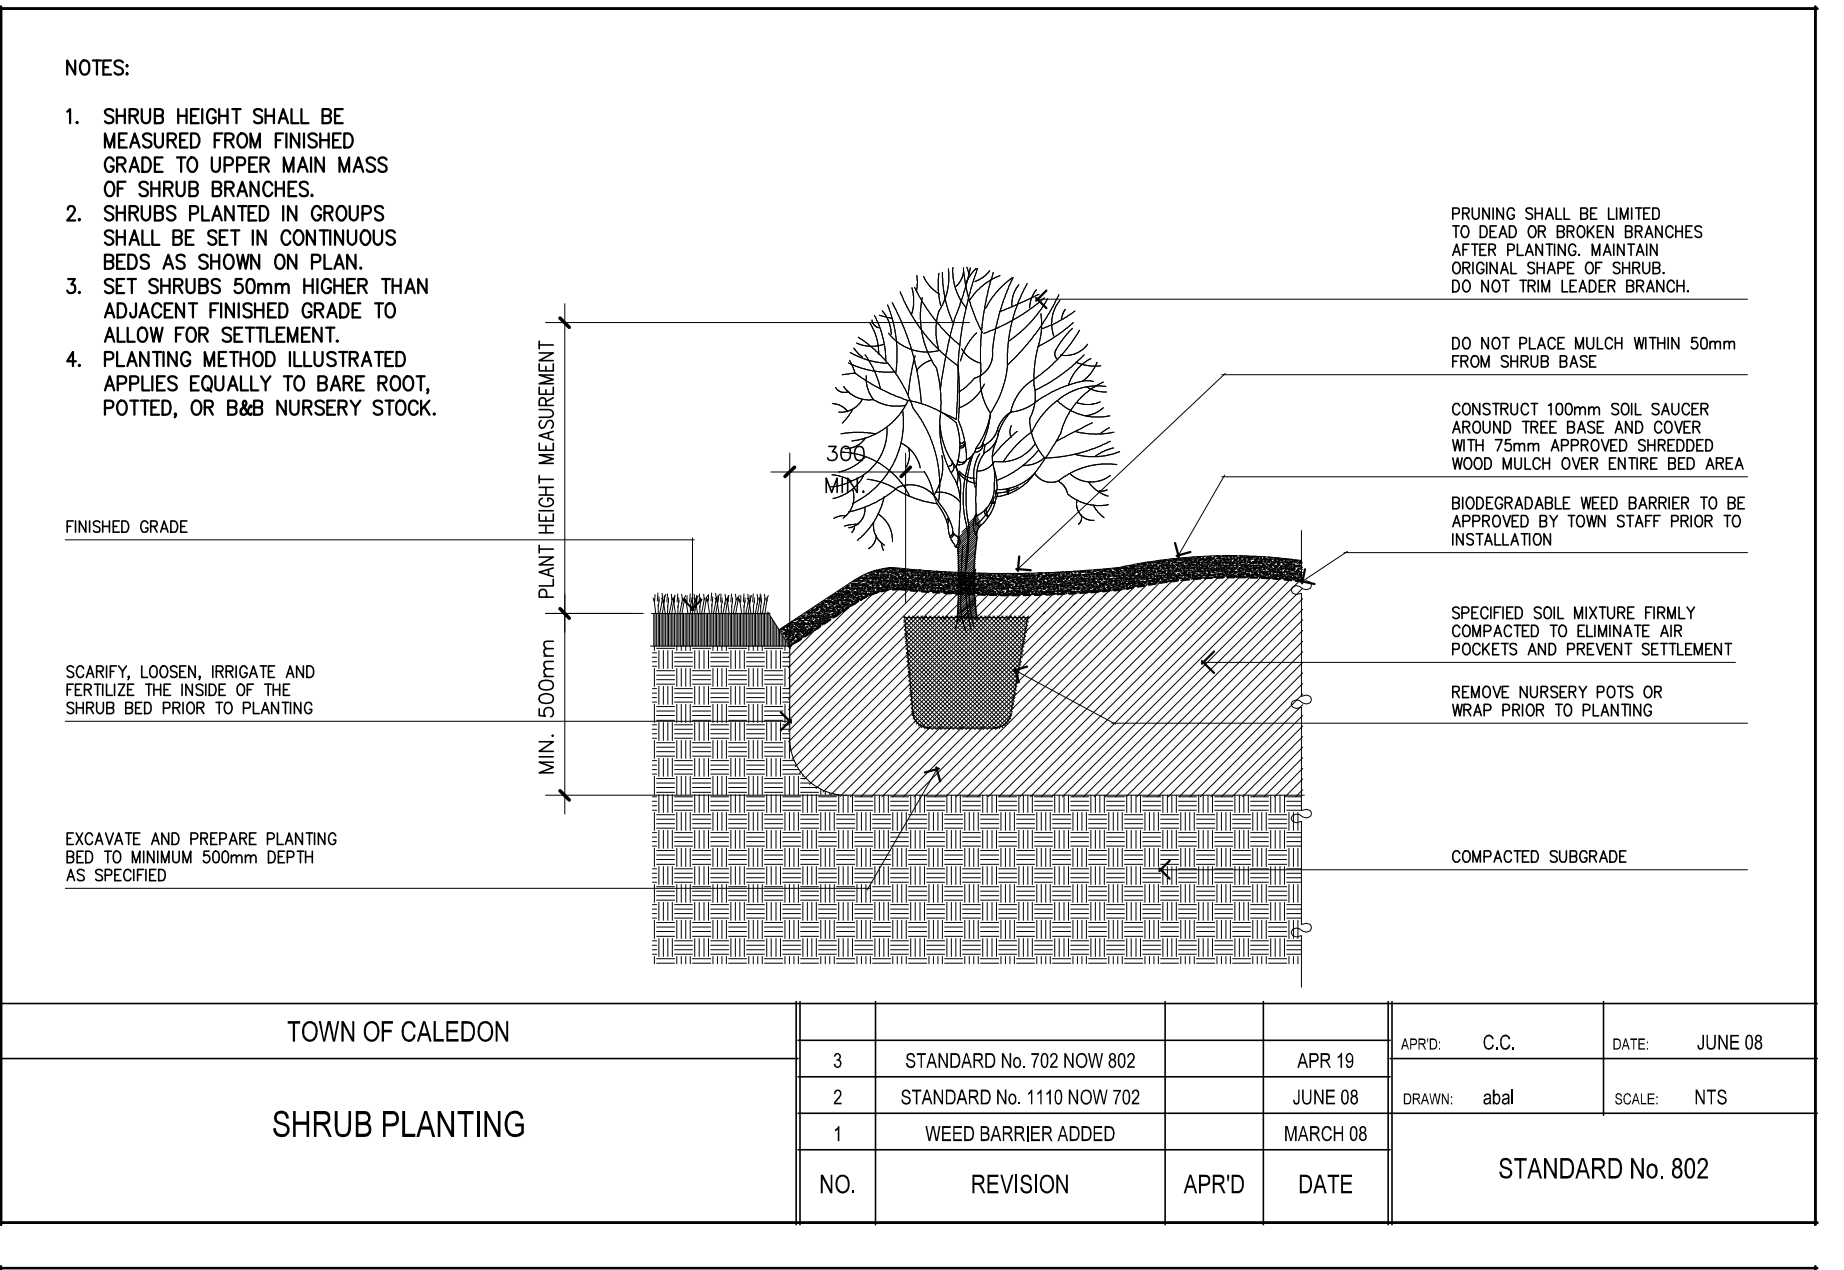 NOTES:
1. SHRUB HEIGHT SHALL BE
MEASURED FROM FINISHED
GRADE TO UPPER MAIN MASS
OF SHRUB BRANCHES.
2. SHRUBS PLANTED IN GROUPS
SHALL BE SET IN CONTINUOUS
BEDS AS SHOWN ON PLAN.
3. SET SHRUBS 50mm HIGHER THAN
ADJACENT FINISHED GRADE TO
ALLOW FOR SETTLEMENT.
4. PLANTING METHOD ILLUSTRATED
APPLIES EQUALLY TO BARE ROOT,
POTTED, OR B&B NURSERY STOCK.
FINISHED GRADE
SCARIFY, LOOSEN, IRRIGATE AND
FERTILIZE THE INSIDE OF THE
SHRUB BED PRIOR TO PLANTING
EXCAVATE AND PREPARE PLANTING
BED TO MINIMUM 500mm DEPTH
AS SPECIFIED
PLANT HEIGHT MEASUREMENT
MIN. 500mm
300
MIN.
PRUNING SHALL BE LIMITED
TO DEAD OR BROKEN BRANCHES
AFTER PLANTING. MAINTAIN
ORIGINAL SHAPE OF SHRUB.
DO NOT TRIM LEADER BRANCH.
DO NOT PLACE MULCH WITHIN 50mm
FROM SHRUB BASE
CONSTRUCT 100mm SOIL SAUCER
AROUND TREE BASE AND COVER
WITH 75mm APPROVED SHREDDED
WOOD MULCH OVER ENTIRE BED AREA
BIODEGRADABLE WEED BARRIER TO BE
APPROVED BY TOWN STAFF PRIOR TO
INSTALLATION
SPECIFIED SOIL MIXTURE FIRMLY
COMPACTED TO ELIMINATE AIR
POCKETS AND PREVENT SETTLEMENT
REMOVE NURSERY POTS OR
WRAP PRIOR TO PLANTING
COMPACTED SUBGRADE
TOWN OF CALEDON
SHRUB PLANTING
3 STANDARD No. 702 NOW 802 APR 19
2 STANDARD No. 1110 NOW 702 JUNE 08
1 WEED BARRIER ADDED MARCH 08
NO. REVISION APR'D DATE
APR'D: C.C. DATE: JUNE 08
DRAWN: abal SCALE: NTS
STANDARD No. 802